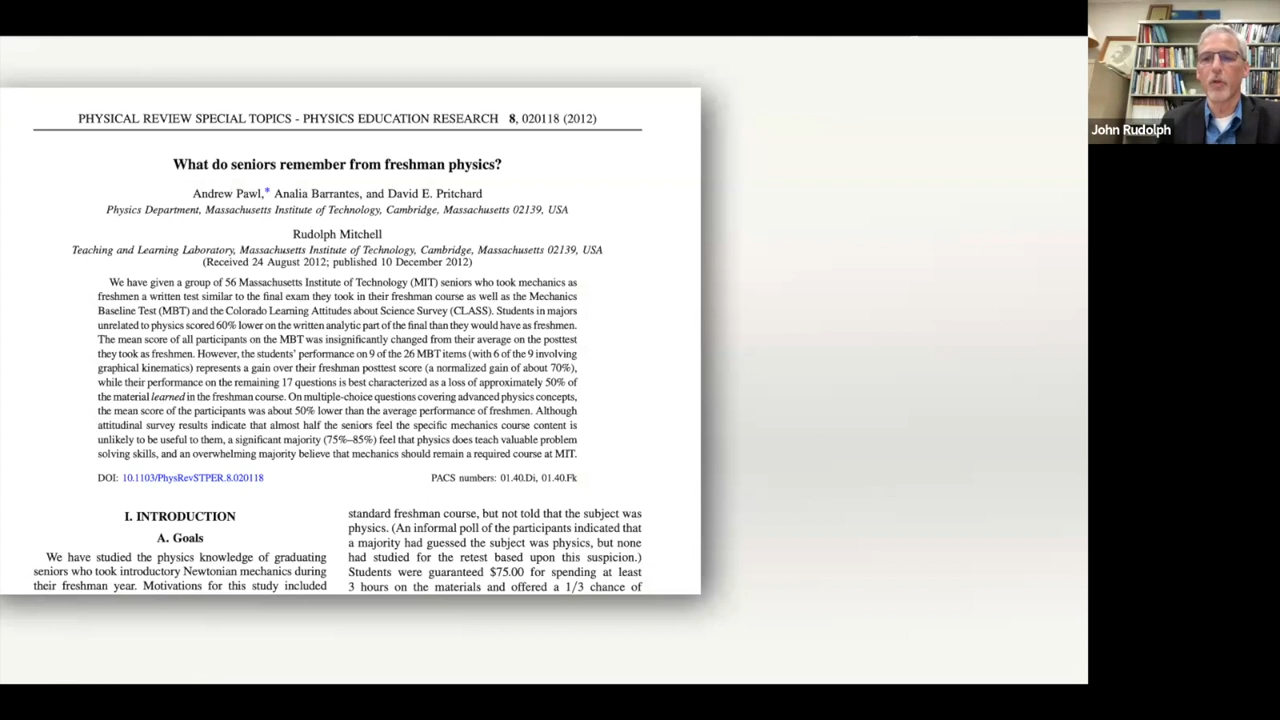 PHYSICAL REVIEW SPECIAL TOPICS - PHYSICS EDUCATION RESEARCH 8, 020118 (2012)
What do seniors remember from freshman physics?
Andrew Pawl,* Analia Barrantes, and David E. Pritchard
Physics Department, Massachusetts Institute of Technology, Cambridge, Massachusetts 02139, USA
Rudolph Mitchell
Teaching and Learning Laboratory, Massachusetts Institute of Technology, Cambridge, Massachusetts 02139, USA
(Received 24 August 2012; published 10 December 2012)
We have given a group of 56 Massachusetts Institute of Technology (MIT) seniors who took mechanics as
freshmen a written test similar to the final exam they took in their freshman course as well as the Mechanics
Baseline Test (MBT) and the Colorado Learning Attitudes about Science Survey (CLASS). Students in majors
unrelated to physics scored 60% lower on the written analytic part of the final than they would have as freshmen.
The mean score of all participants on the MBT was insignificantly changed from their average on the posttest
they took as freshmen. However, the students' performance on 9 of the 26 MBT items (with 6 of the 9 involving
graphical kinematics) represents a gain over their freshman posttest score (a normalized gain of about 70%),
while their performance on the remaining 17 questions is best characterized as a loss of approximately 50% of
the material learned in the freshman course. On multiple-choice questions covering advanced physics concepts,
the mean score of the participants was about 50% lower than the average performance of freshmen. Although
attitudinal survey results indicate that almost half the seniors feel the specific mechanics course content is
unlikely to be useful to them, a significant majority (75%–85%) feel that physics does teach valuable problem
solving skills, and an overwhelming majority believe that mechanics should remain a required course at MIT.
DOI: 10.1103/PhysRevSTPER.8.020118
PACS numbers: 01.40.Di, 01.40.Fk
I. INTRODUCTION
A. Goals
We have studied the physics knowledge of graduating
seniors who took introductory Newtonian mechanics during
their freshman year. Motivations for this study included
standard freshman course, but not told that the subject was
physics. (An informal poll of the participants indicated that
a majority had guessed the subject was physics, but none
had studied for the retest based upon this suspicion.)
Students were guaranteed $75.00 for spending at least
3 hours on the materials and offered a 1/3 chance of
John Rudolph